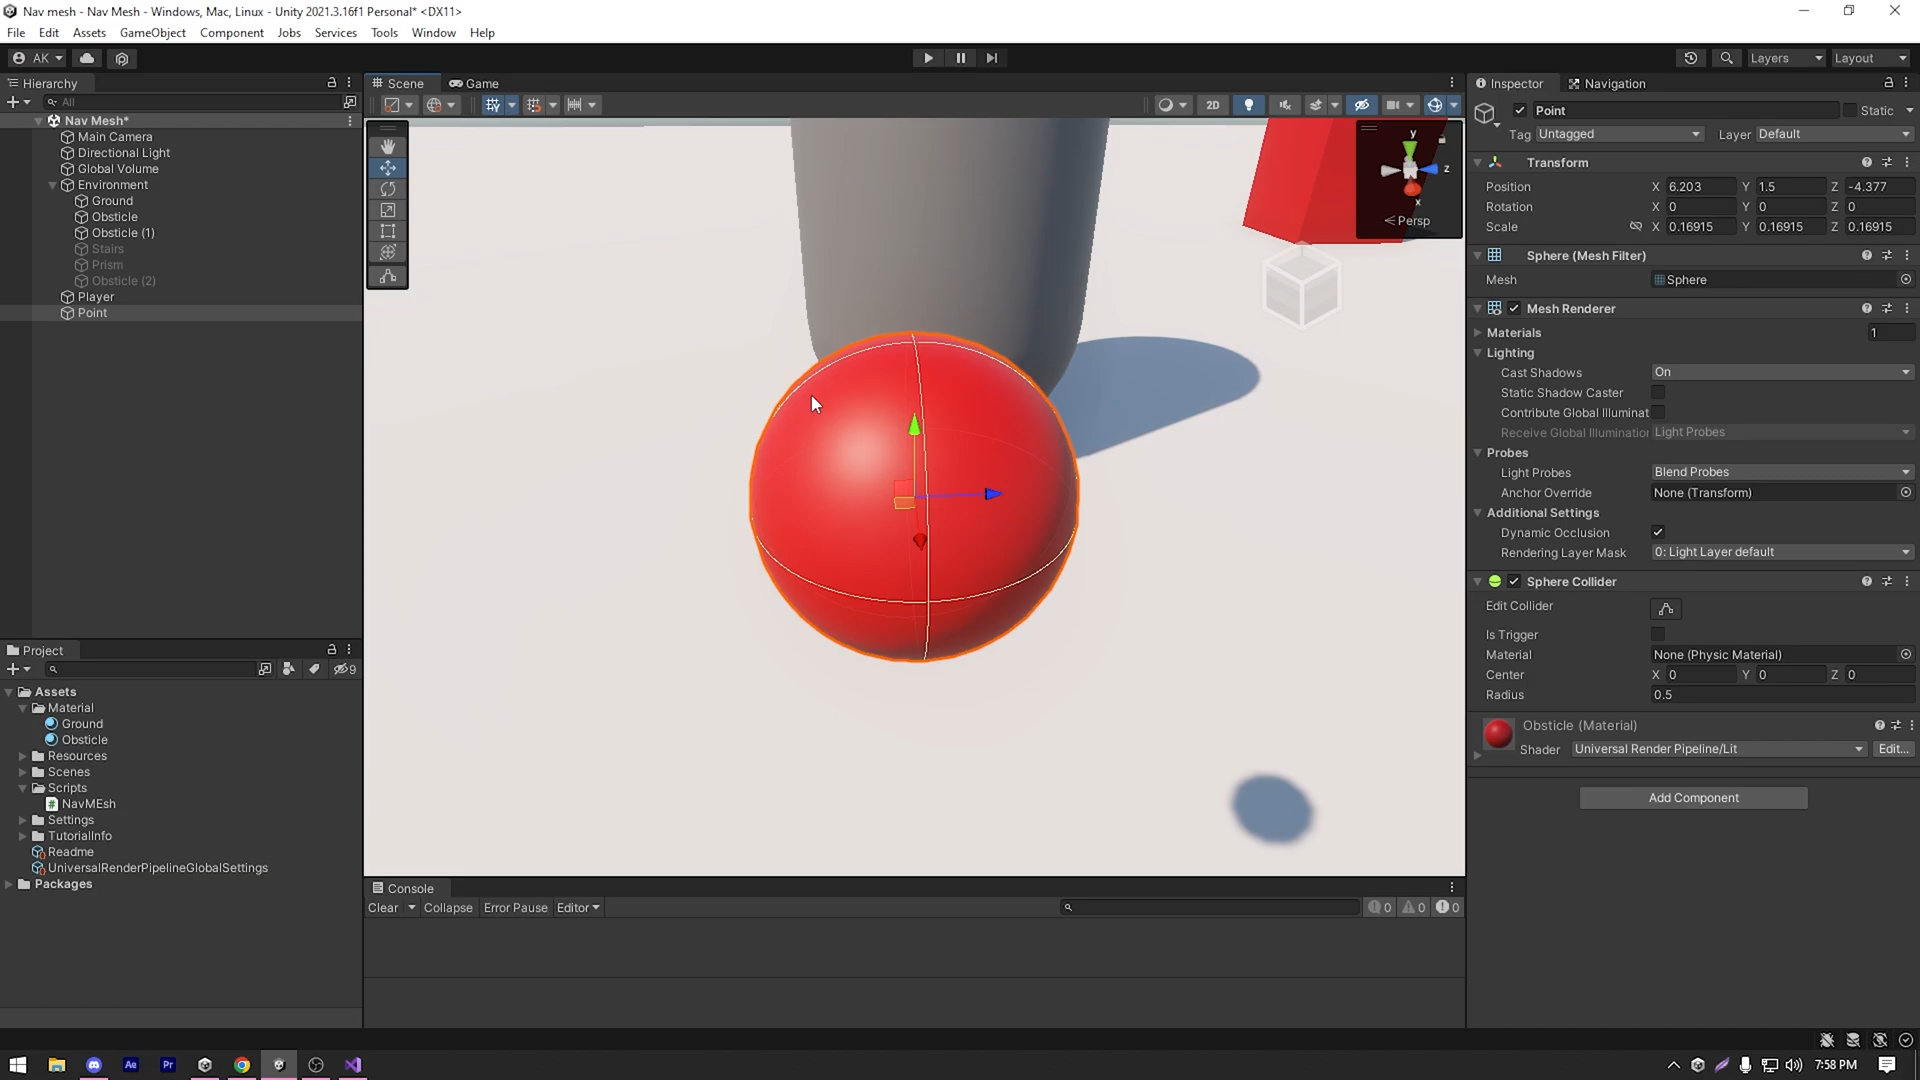 Nav mesh - Nav Mesh - Windows, Mac, Linux - Unity 2021.3.16f1 Personal* <DX11>
File Edit Assets GameObject Component Jobs Services Tools Window Help
AK
Layers Layout
Hierarchy
All
Nav Mesh*
Main Camera
Directional Light
Global Volume
Environment
Ground
Obsticle
Obsticle (1)
Stairs
Prism
Obsticle (2)
Player
Point
Project
9
Assets
Material
Ground
Obsticle
Resources
Scenes
Scripts
NavMEsh
Settings
TutorialInfo
Readme
UniversalRenderPipelineGlobalSettings
Packages
Scene Game
2D
y
z
x
Persp
Console
Clear Collapse Error Pause Editor
0 0 0
Inspector Navigation
Point Static
Tag Untagged Layer Default
Transform
Position X 6.203 Y 1.5 Z -4.377
Rotation X 0 Y 0 Z 0
Scale X 0.16915 Y 0.16915 Z 0.16915
Sphere (Mesh Filter)
Mesh Sphere
Mesh Renderer
Materials 1
Lighting
Cast Shadows On
Static Shadow Caster
Contribute Global Illuminat
Receive Global Illumination Light Probes
Probes
Light Probes Blend Probes
Anchor Override None (Transform)
Additional Settings
Dynamic Occlusion
Rendering Layer Mask 0: Light Layer default
Sphere Collider
Edit Collider
Is Trigger
Material None (Physic Material)
Center X 0 Y 0 Z 0
Radius 0.5
Obsticle (Material)
Shader Universal Render Pipeline/Lit Edit...
Add Component
Ae Pr
7:58 PM